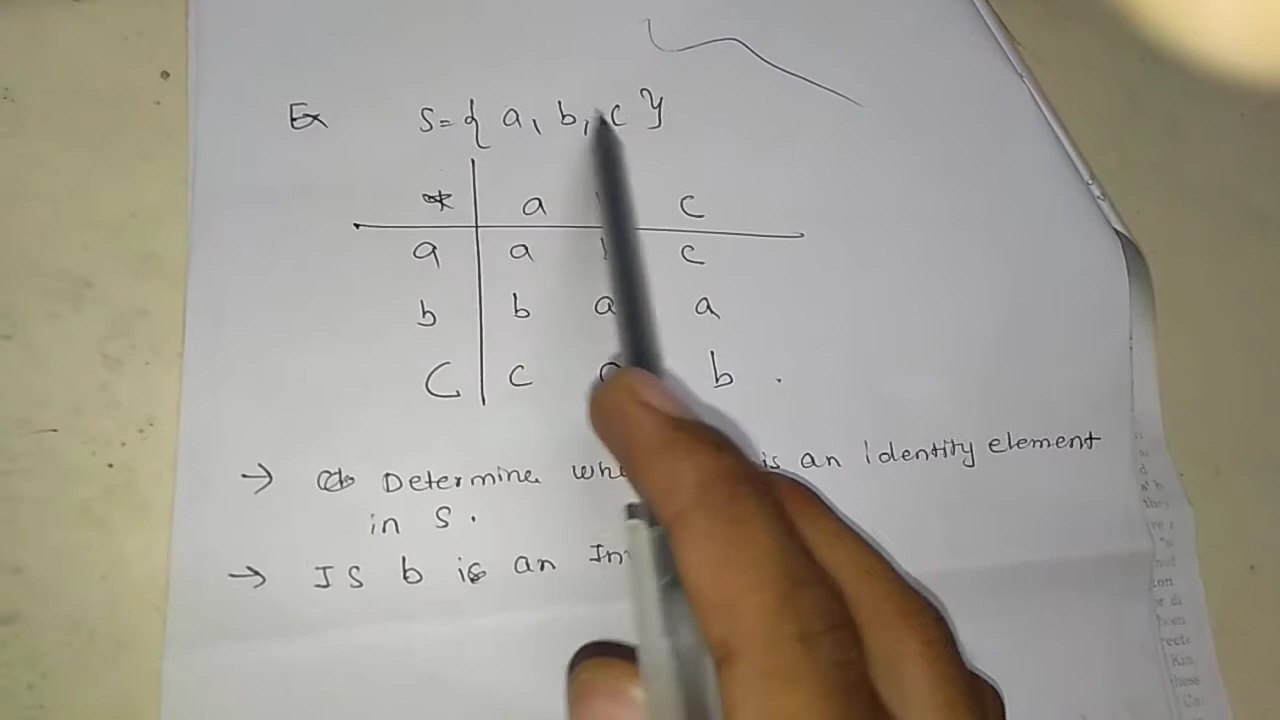 Ex S={ a, b, c }
* a c
a a c
b b a a
C c b .
→ Determine is an identity element
in S.
→ IS b is an